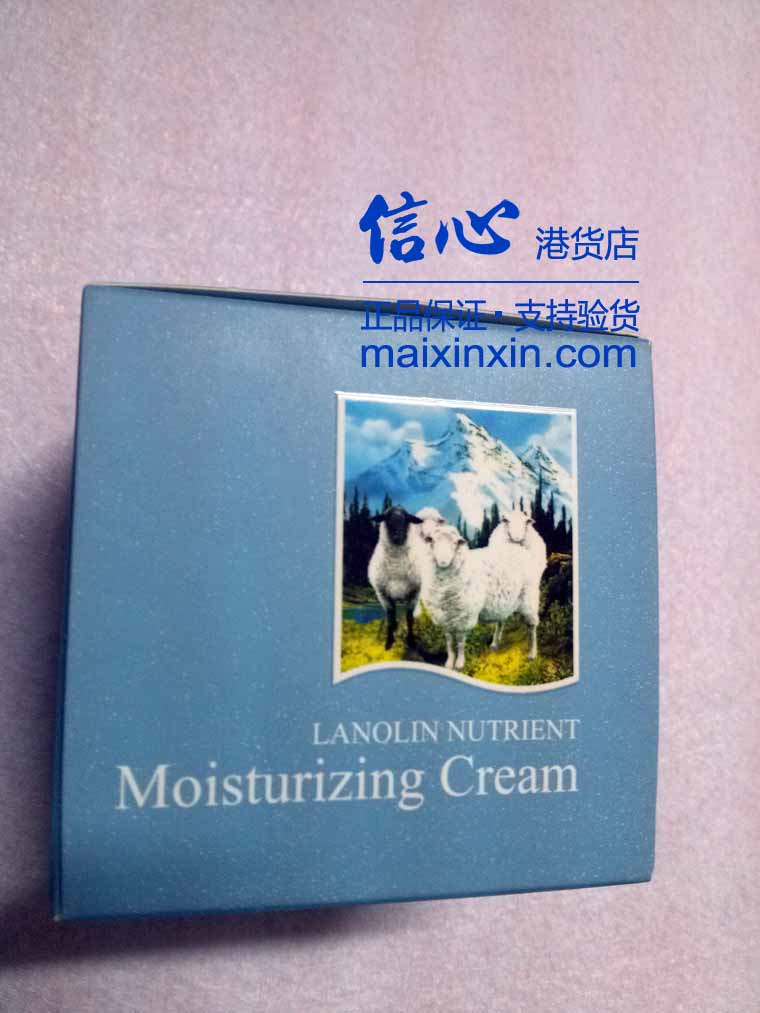 信心 港货店
正品保证·支持验货
maixinxin.com
LANOLIN NUTRIENT
Moisturizing Cream